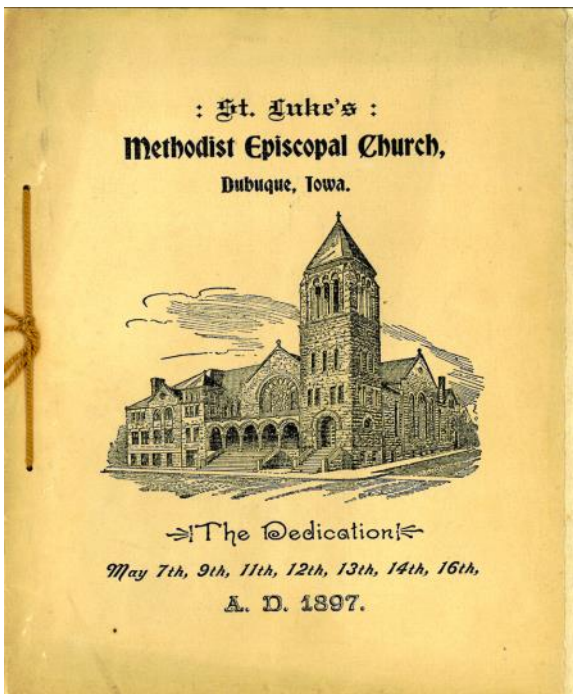 : St. Luke's :
Methodist Episcopal Church,
Dubuque, Iowa.
The Dedication
May 7th, 9th, 11th, 12th, 13th, 14th, 16th,
A. D. 1897.